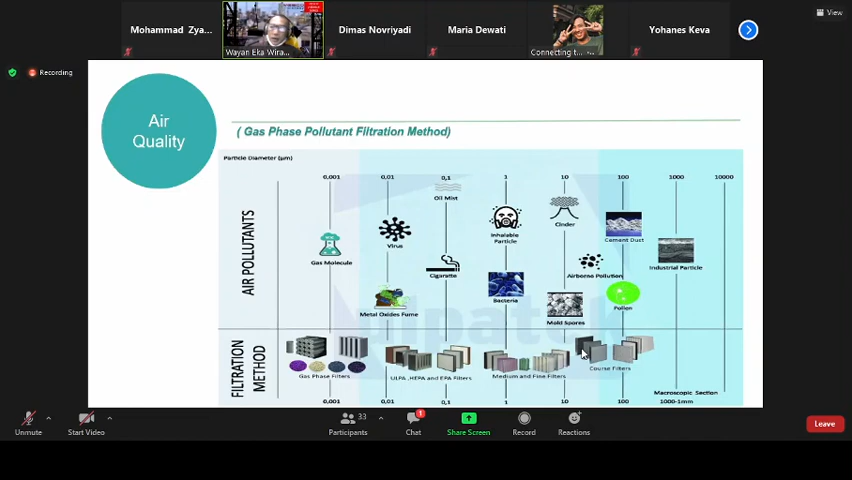 Mohammad Zya...
Wayan Eka Wira...
Dimas Novriyadi
Maria Dewati
Connecting t...
Yohanes Keva
View
Recording
Air
Quality
( Gas Phase Pollutant Filtration Method)
Particle Diameter (µm)
0,001 0,01 0,1 1 10 100 1000 10000
AIR POLLUTANTS
Oil Mist
Virus
Inhalable
Particle
Cinder
Cemant Dust
Gas Molecule
Cigarette
Airborne Pollution
Industrial Particle
Bacteria
Metal Oxides Fume
Mold Spores
Pollen
FILTRATION
METHOD
Gas Phase Filters
ULPA ,HEPA and EPA Filters
Medium and Fine Filters
Course Filters
Macroscopic Section
0,001 0,01 0,1 1 10 100 1000-1mm
Unmute
Start Video
33
Participants
1
Chat
Share Screen
Record
Reactions
Leave